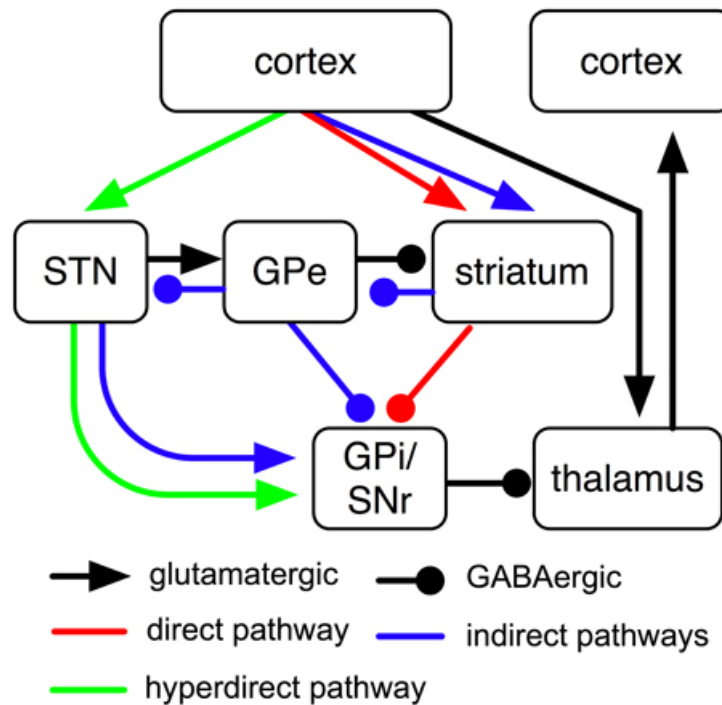 cortex
cortex
STN
GPe
striatum
GPi/
SNr
thalamus
glutamatergic
GABAergic
direct pathway
indirect pathways
hyperdirect pathway